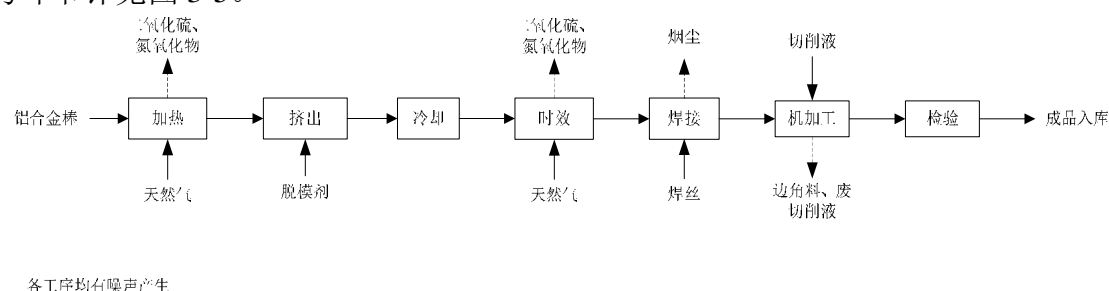 图 3-3。
二氧化硫、
氮氧化物
二氧化硫、
氮氧化物
烟尘
切削液
铝合金棒
加热
挤出
冷却
时效
焊接
机加工
检验
成品入库
天然气
脱模剂
天然气
焊丝
边角料、废
切削液
各工序均有噪声产生